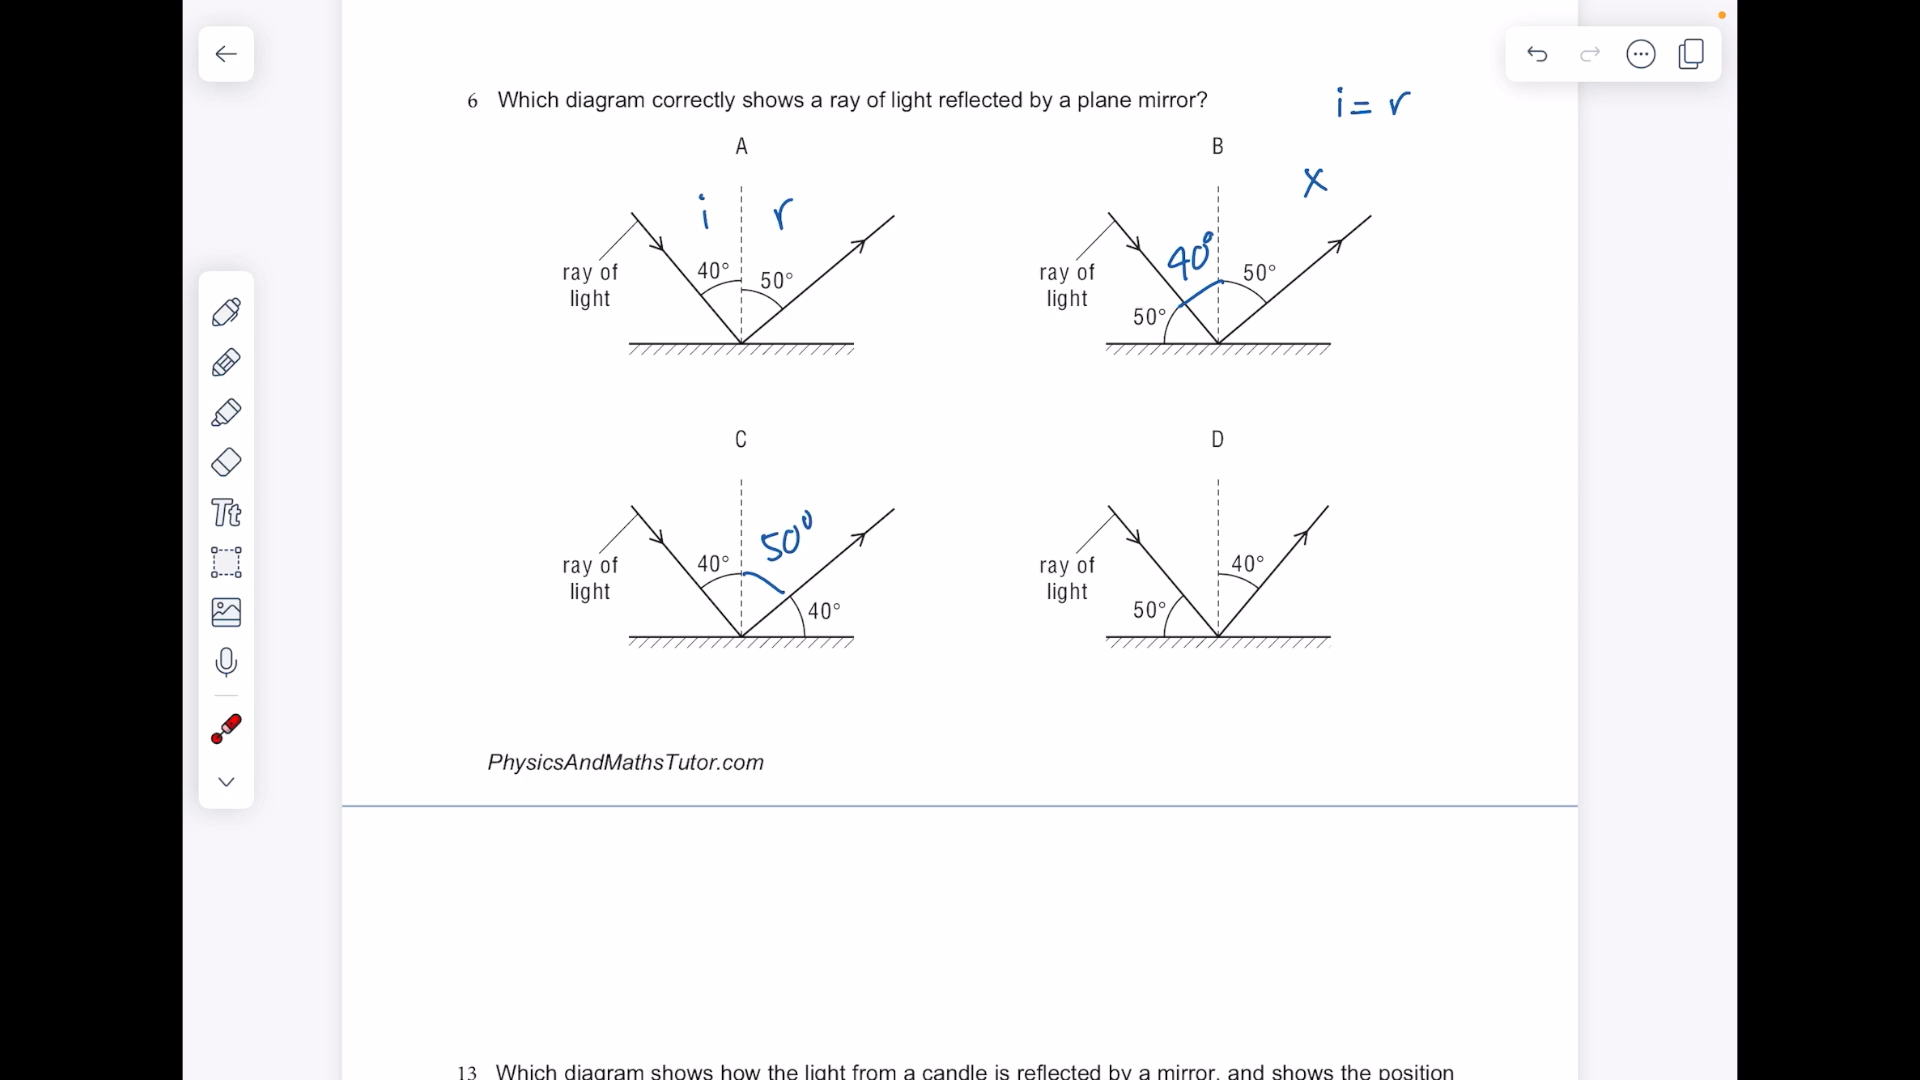 6 Which diagram correctly shows a ray of light reflected by a plane mirror?
i = r
A
B
x
i
r
ray of
light
40°
50°
ray of
light
40°
50°
50°
C
D
ray of
light
40°
50°
40°
ray of
light
50°
40°
PhysicsAndMathsTutor.com
Tt
13 Which diagram shows how the light from a candle is reflected by a mirror, and shows the position